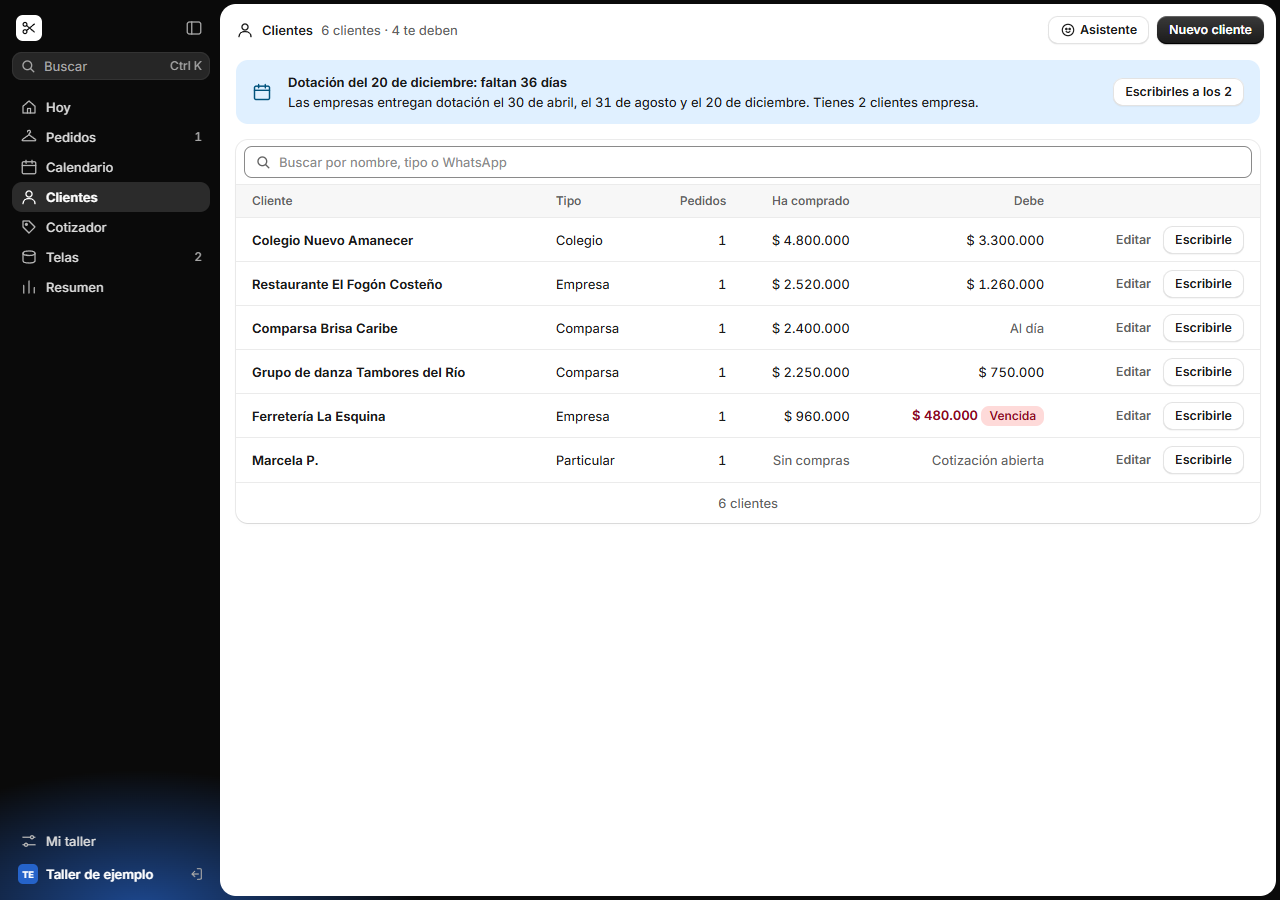 Buscar Ctrl K
Hoy
Pedidos 1
Calendario
Clientes
Cotizador
Telas 2
Resumen
Mi taller
TE Taller de ejemplo
Clientes 6 clientes · 4 te deben
Asistente
Nuevo cliente
Dotación del 20 de diciembre: faltan 36 días
Las empresas entregan dotación el 30 de abril, el 31 de agosto y el 20 de diciembre. Tienes 2 clientes empresa.
Escribirles a los 2
Buscar por nombre, tipo o WhatsApp
Cliente Tipo Pedidos Ha comprado Debe
Colegio Nuevo Amanecer Colegio 1 $ 4.800.000 $ 3.300.000 Editar Escribirle
Restaurante El Fogón Costeño Empresa 1 $ 2.520.000 $ 1.260.000 Editar Escribirle
Comparsa Brisa Caribe Comparsa 1 $ 2.400.000 Al día Editar Escribirle
Grupo de danza Tambores del Río Comparsa 1 $ 2.250.000 $ 750.000 Editar Escribirle
Ferretería La Esquina Empresa 1 $ 960.000 $ 480.000 Vencida Editar Escribirle
Marcela P. Particular 1 Sin compras Cotización abierta Editar Escribirle
6 clientes